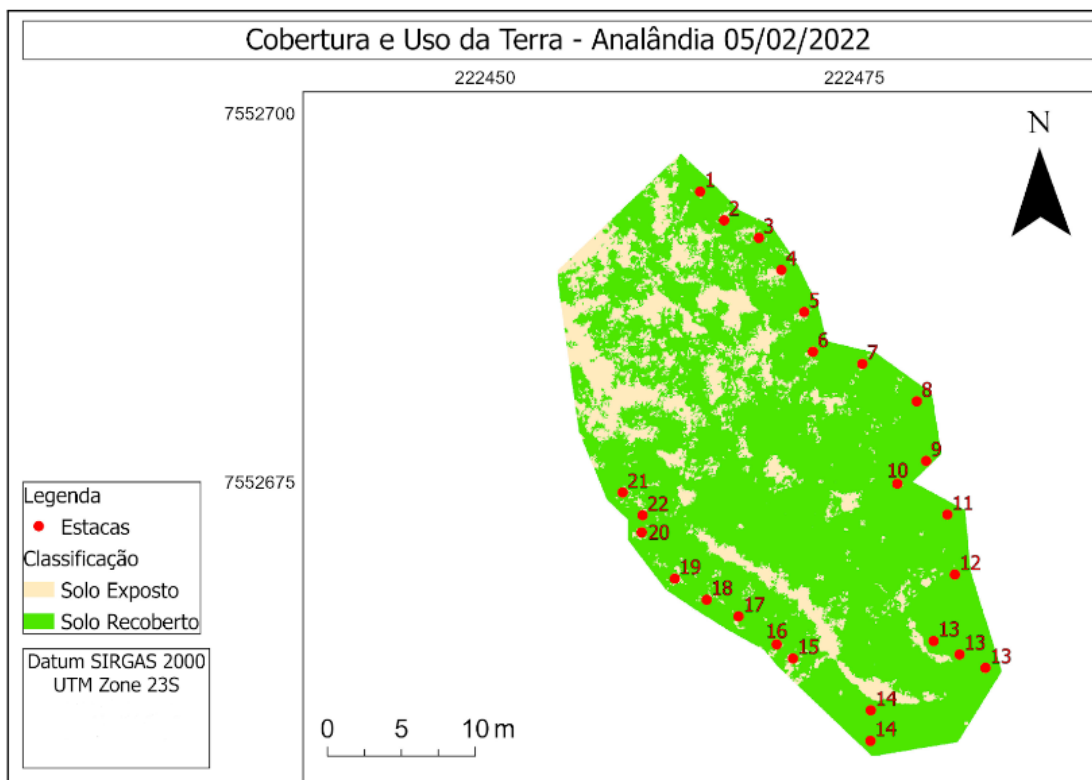 Cobertura e Uso da Terra - Analândia 05/02/2022
222450 222475
7552700
N
1
2
3
4
5
6
7
8
9
10
7552675
21
11
22
20
12
19
18
17
13
16
13
15
13
14
14
Legenda
Estacas
Classificação
Solo Exposto
Solo Recoberto
Datum SIRGAS 2000
UTM Zone 23S
0 5 10 m